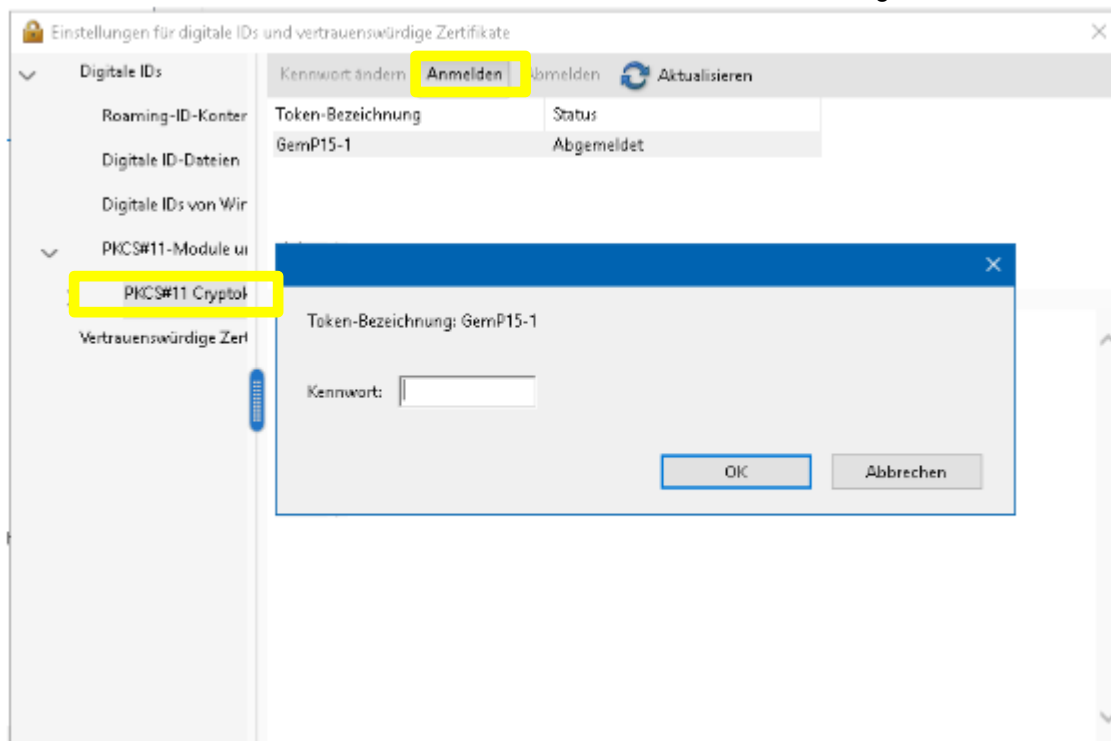 Einstellungen für digitale IDs und vertrauenswürdige Zertifikate
Digitale IDs
Kennwort ändern Anmelden Abmelden Aktualisieren
Roaming-ID-Konter
Token-Bezeichnung Status
GemP15-1 Abgemeldet
Digitale ID-Dateien
Digitale IDs von Wir
PKCS#11-Module ur
PKCS#11 Cryptok
Vertrauenswürdige Zert
Token-Bezeichnung: GemP15-1
Kennwort:
OK Abbrechen